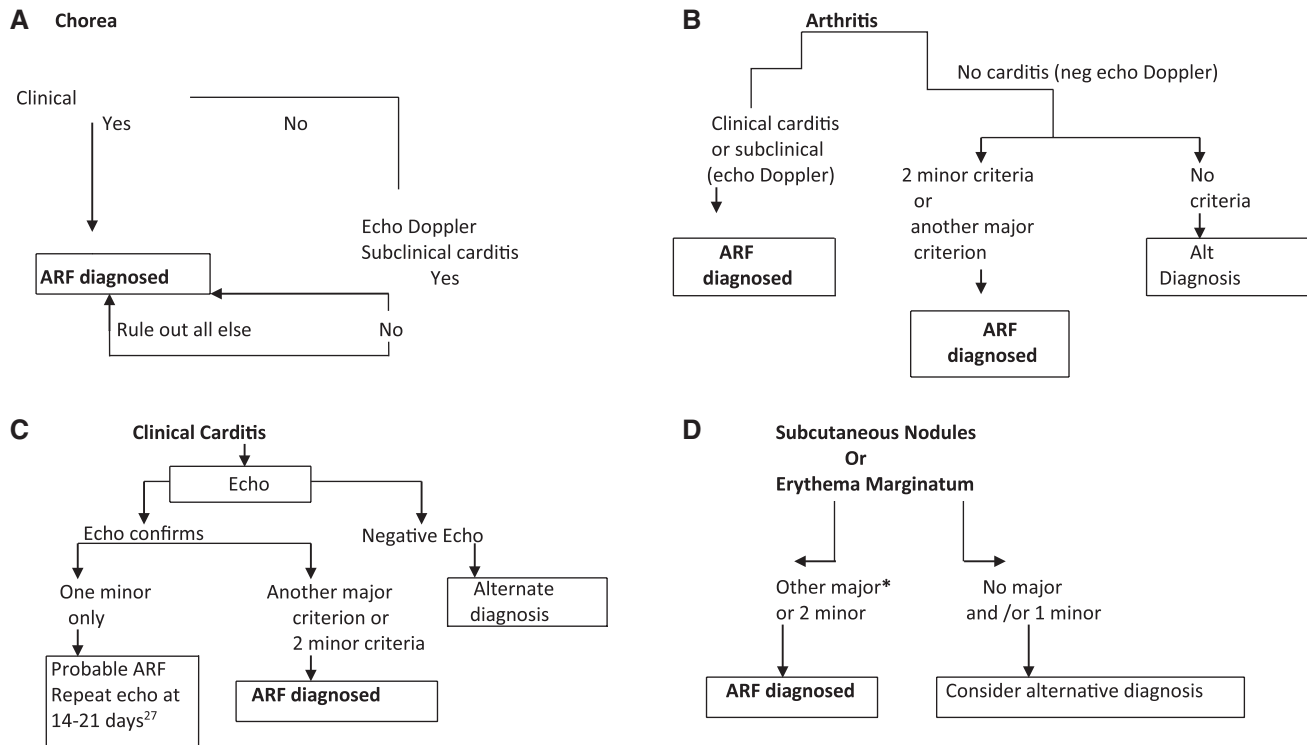 A Chorea
Clinical
Yes
No
Echo Doppler
Subclinical carditis
Yes
ARF diagnosed
Rule out all else
No
B Arthritis
No carditis (neg echo Doppler)
Clinical carditis
or subclinical
(echo Doppler)
ARF
diagnosed
2 minor criteria
or
another major
criterion
ARF
diagnosed
No
criteria
Alt
Diagnosis
C Clinical Carditis
Echo
Echo confirms
Negative Echo
One minor
only
Another major
criterion or
2 minor criteria
Alternate
diagnosis
Probable ARF
Repeat echo at
14-21 days27
ARF diagnosed
D Subcutaneous Nodules
Or
Erythema Marginatum
Other major*
or 2 minor
No major
and /or 1 minor
ARF diagnosed
Consider alternative diagnosis